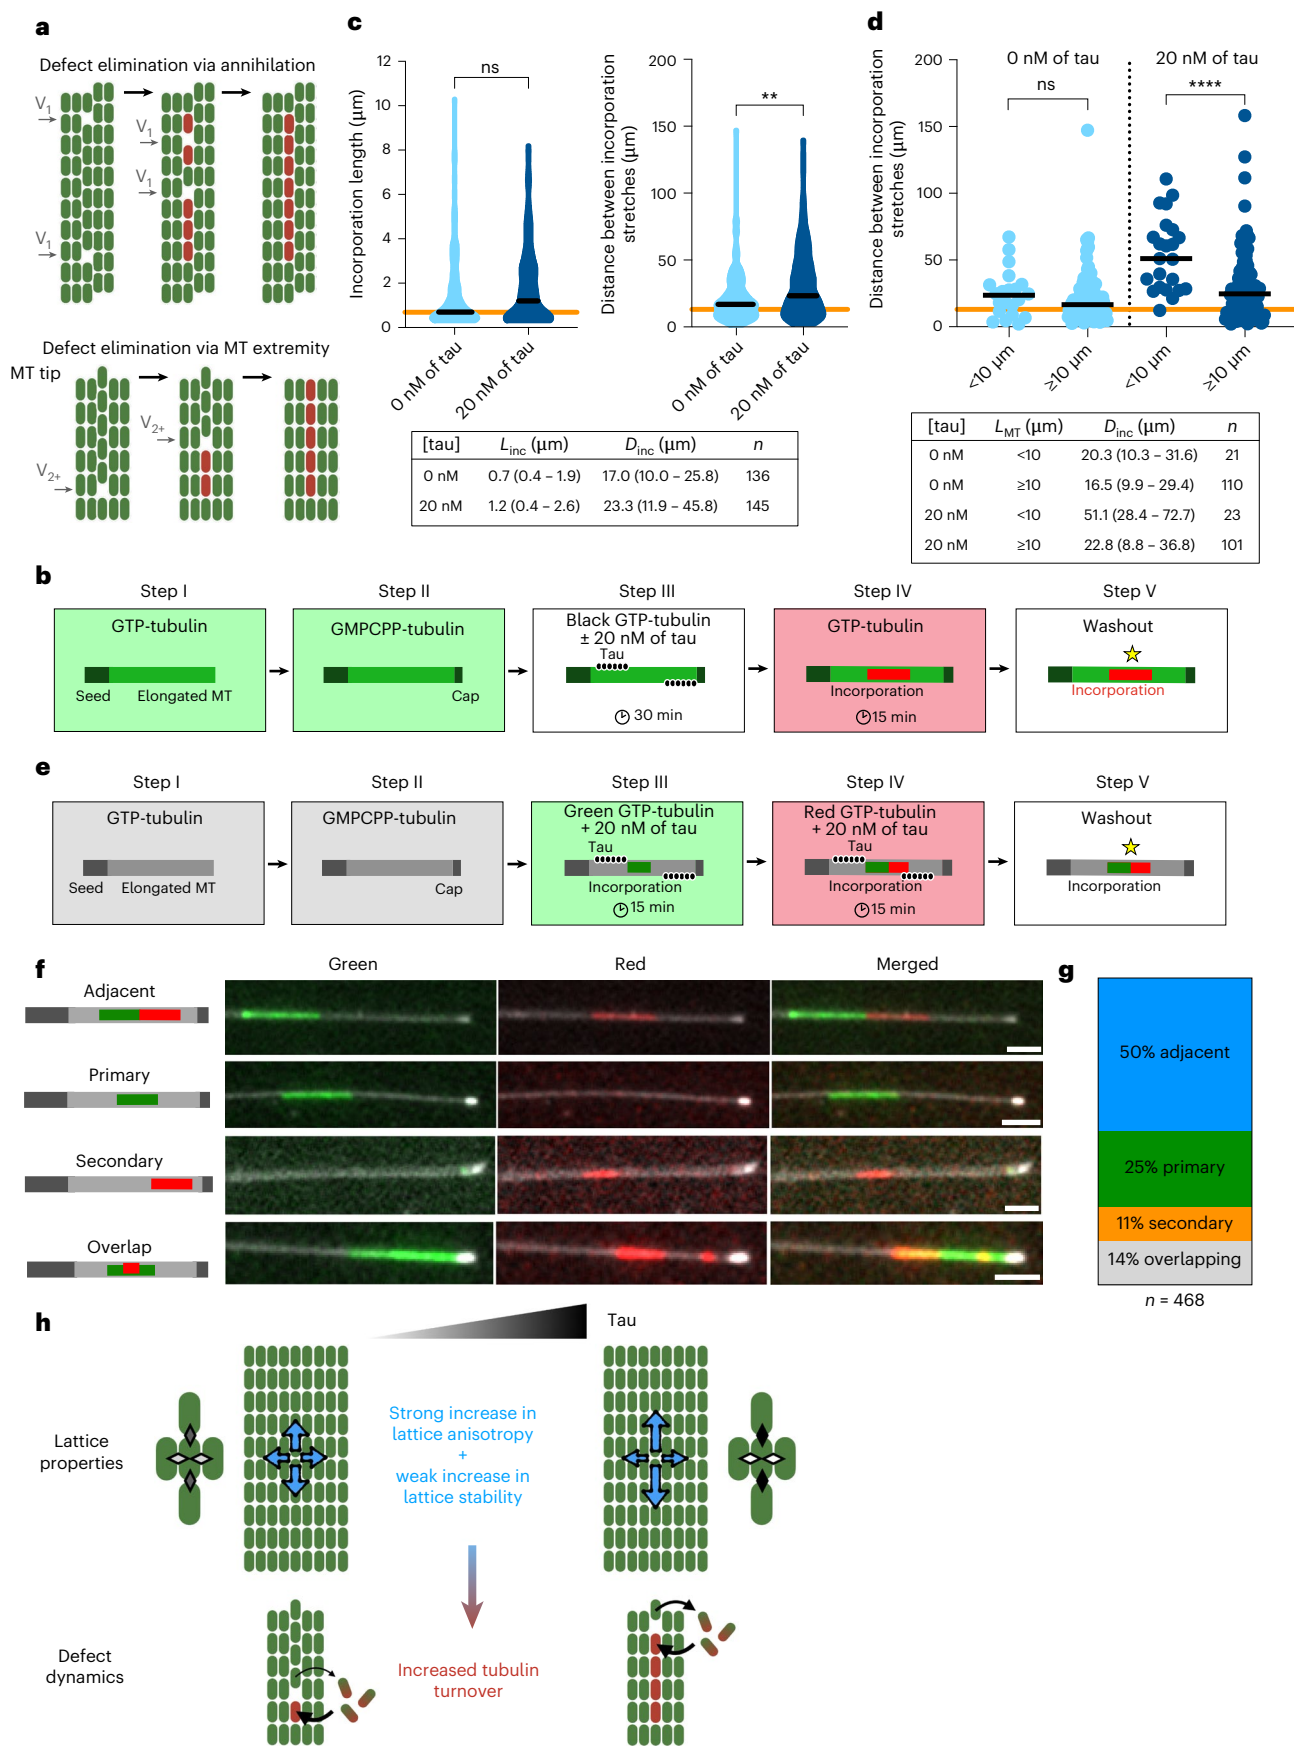 a
Defect elimination via annihilation
V1
V1
V1
V1
Defect elimination via MT extremity
MT tip
V2+
V2+
c
Incorporation length (µm)
12
10
8
6
4
2
0
ns
0 nM of tau
20 nM of tau
Distance between incorporation
stretches (µm)
200
150
100
50
0
**
0 nM of tau
20 nM of tau
[tau] Linc (µm) Dinc (µm) n
0 nM 0.7 (0.4 – 1.9) 17.0 (10.0 – 25.8) 136
20 nM 1.2 (0.4 – 2.6) 23.3 (11.9 – 45.8) 145
d
Distance between incorporation
stretches (µm)
200
150
100
50
0
0 nM of tau 20 nM of tau
ns
****
<10 µm
≥10 µm
<10 µm
≥10 µm
[tau] LMT (µm) Dinc (µm) n
0 nM <10 20.3 (10.3 – 31.6) 21
0 nM ≥10 16.5 (9.9 – 29.4) 110
20 nM <10 51.1 (28.4 – 72.7) 23
20 nM ≥10 22.8 (8.8 – 36.8) 101
b
Step I
GTP-tubulin
Seed Elongated MT
Step II
GMPCPP-tubulin
Cap
Step III
Black GTP-tubulin
± 20 nM of tau
Tau
30 min
Step IV
GTP-tubulin
Incorporation
15 min
Step V
Washout
Incorporation
e
Step I
GTP-tubulin
Seed Elongated MT
Step II
GMPCPP-tubulin
Cap
Step III
Green GTP-tubulin
+ 20 nM of tau
Tau
Incorporation
15 min
Step IV
Red GTP-tubulin
+ 20 nM of tau
Tau
Incorporation
15 min
Step V
Washout
Incorporation
f
Green Red Merged
Adjacent
Primary
Secondary
Overlap
g
50% adjacent
25% primary
11% secondary
14% overlapping
n = 468
h
Tau
Lattice
properties
Strong increase in
lattice anisotropy
+
weak increase in
lattice stability
Defect
dynamics
Increased tubulin
turnover